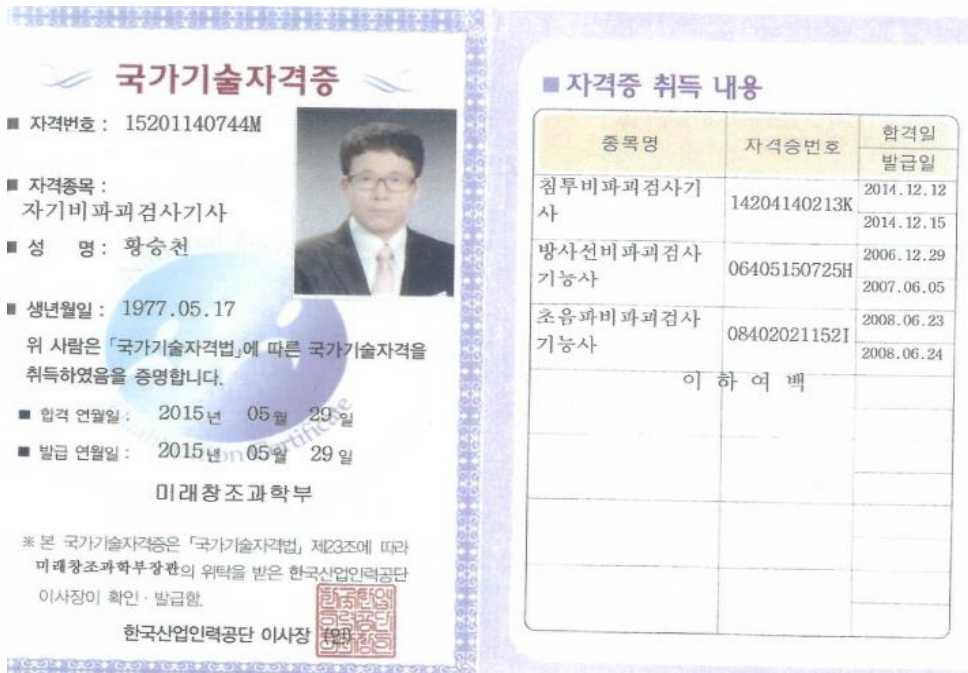 국가기술자격증
■ 자격번호 : 15201140744M
■ 자격종목 :
자기비파괴검사기사
■ 성 명 : 황승천
■ 생년월일 : 1977.05.17
위 사람은 「국가기술자격법」에 따른 국가기술자격을
취득하였음을 증명합니다.
■ 합격 연월일 : 2015년 05월 29일
■ 발급 연월일 : 2015년 05월 29일
미래창조과학부
※ 본 국가기술자격증은 「국가기술자격법」 제23조에 따라
미래창조과학부장관의 위탁을 받은 한국산업인력공단
이사장이 확인·발급함.
한국산업인력공단 이사장 (인)
■ 자격증 취득 내용
종목명 자격증번호 합격일
발급일
침투비파괴검사기
사
14204140213K
2014.12.12
2014.12.15
방사선비파괴검사
기능사
06405150725H
2006.12.29
2007.06.05
초음파비파괴검사
기능사
08402021152I
2008.06.23
2008.06.24
이 하 여 백